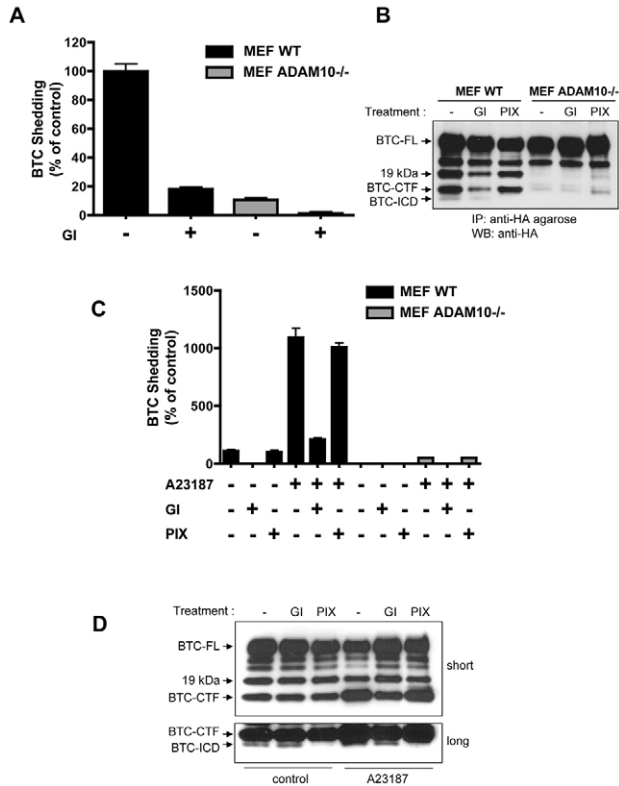 A
BTC Shedding
(% of control)
120
100
80
60
40
20
0
MEF WT
MEF ADAM10-/-
GI
- + - +
B
MEF WT MEF ADAM10-/-
Treatment : - GI PIX - GI PIX
BTC-FL
19 kDa
BTC-CTF
BTC-ICD
IP: anti-HA agarose
WB: anti-HA
C
BTC Shedding
(% of control)
1500
1000
500
0
MEF WT
MEF ADAM10-/-
A23187 - - - + + + - - - + + +
GI - + - - + - - + - - + -
PIX - - + - - + - - + - - +
D
Treatment : - GI PIX - GI PIX
BTC-FL
19 kDa
BTC-CTF
short
BTC-CTF
BTC-ICD
long
control A23187